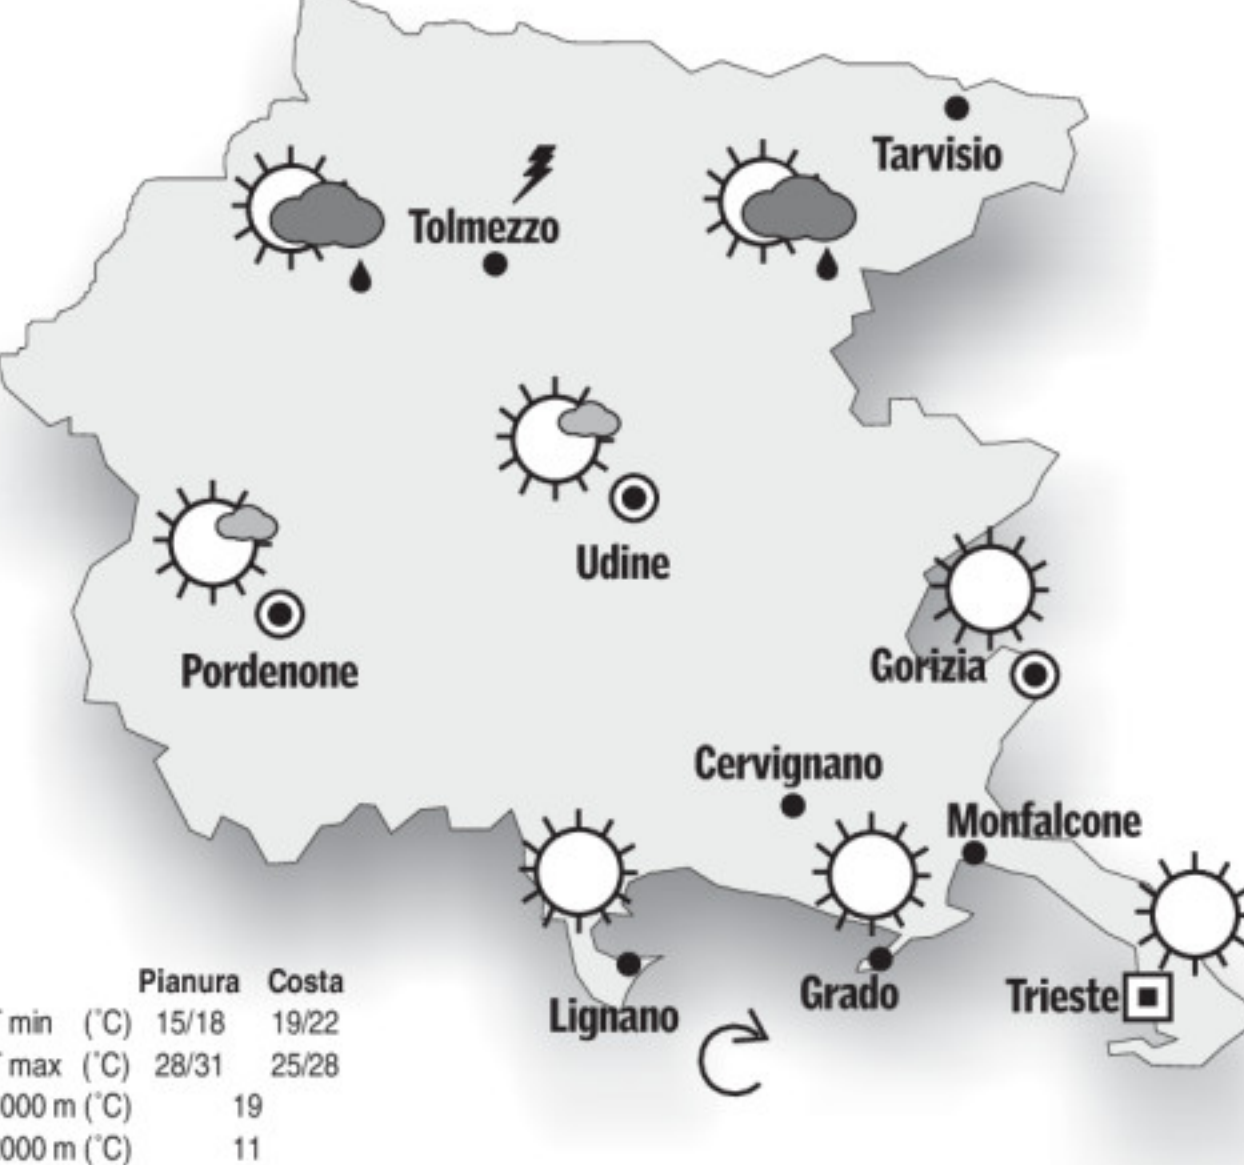 Tarvisio
Tolmezzo
Udine
Pordenone
Gorizia
Cervignano
Monfalcone
Lignano
Grado
Trieste
Pianura Costa
min (°C) 15/18 19/22
max (°C) 28/31 25/28
000 m (°C) 19
000 m (°C) 11